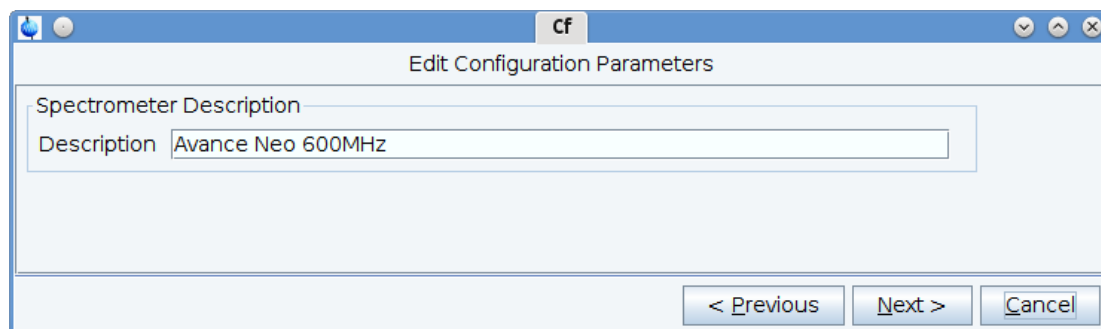 Cf
Edit Configuration Parameters
Spectrometer Description
Description Avance Neo 600MHz
< Previous Next > Cancel